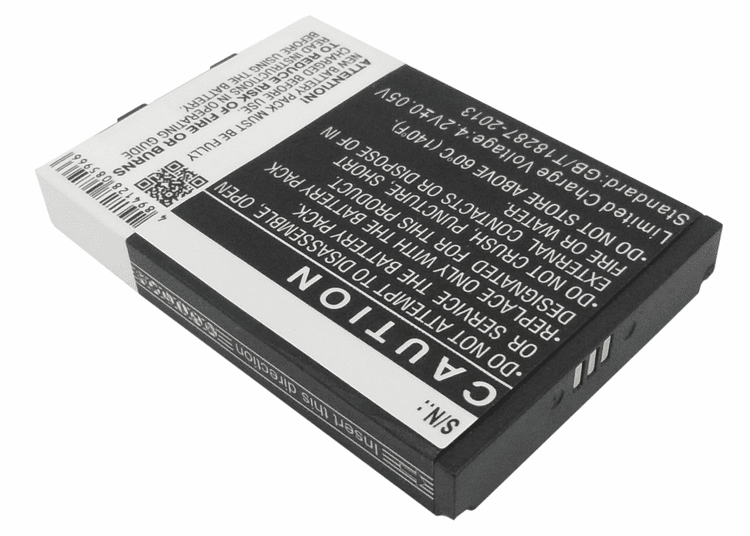 ATTENTION!
NEW BATTERY PACK MUST BE FULLY
CHARGED BEFORE USE.
TO REDUCE RISK OF FIRE OR BURNS
READ INSTRUCTIONS IN OPERATING GUIDE
BEFORE USING THE BATTERY.
4894128085966
S/N.:
CAUTION
•DO NOT ATTEMPT TO DISASSEMBLE, OPEN
OR SERVICE THE BATTERY PACK.
•REPLACE ONLY WITH THE BATTERY PACK
DESIGNATED FOR THIS PRODUCT
•DO NOT CRUSH, PUNCTURE, SHORT
EXTERNAL CONTACTS OR DISPOSE OF IN
FIRE OR WATER.
•DO NOT STORE ABOVE 60°C (140°F).
Limited Charge Voltage:4.2V±0.05V
Standard:GB/T18287-2013
Insert this direction